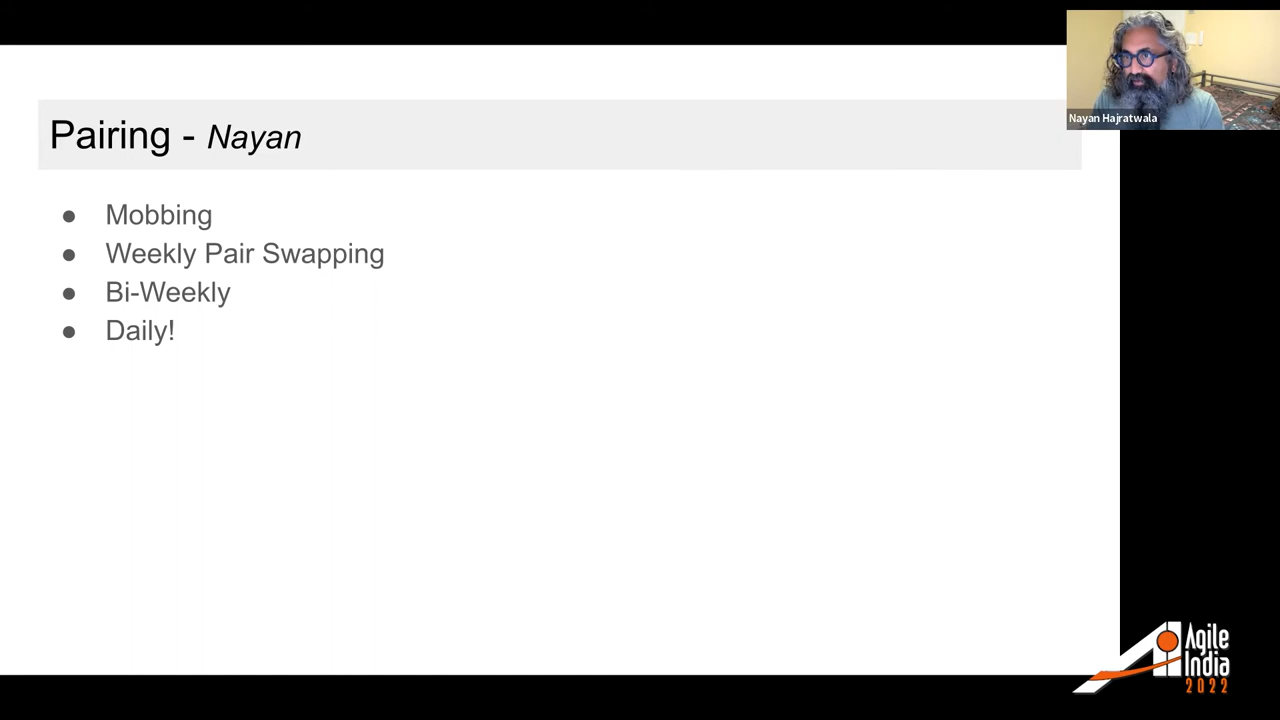 Pairing - Nayan
Nayan Hajratwala
● Mobbing
● Weekly Pair Swapping
● Bi-Weekly
● Daily!
Agile
India
2022